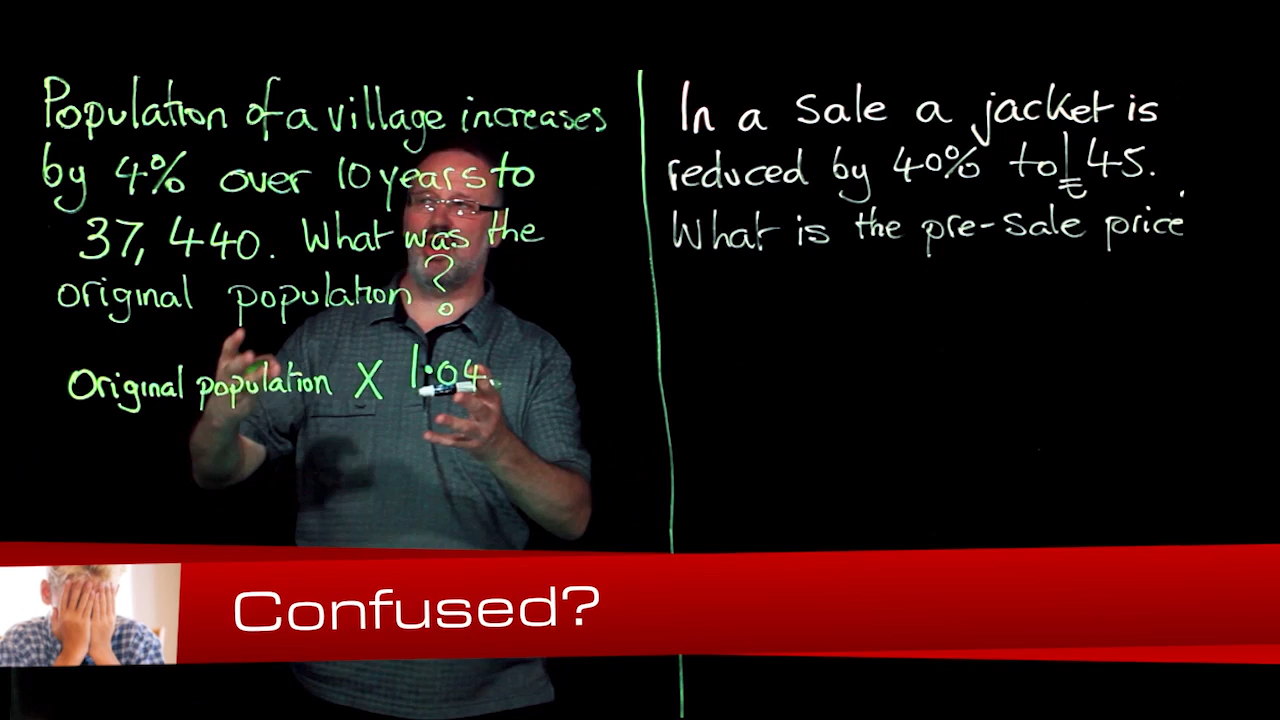 Population of a village increases
by 4% over 10 years to
37,440. What was the
original population?
Original population X 1.04
In a sale a jacket is
reduced by 40% to £45.
What is the pre-sale price
Confused?